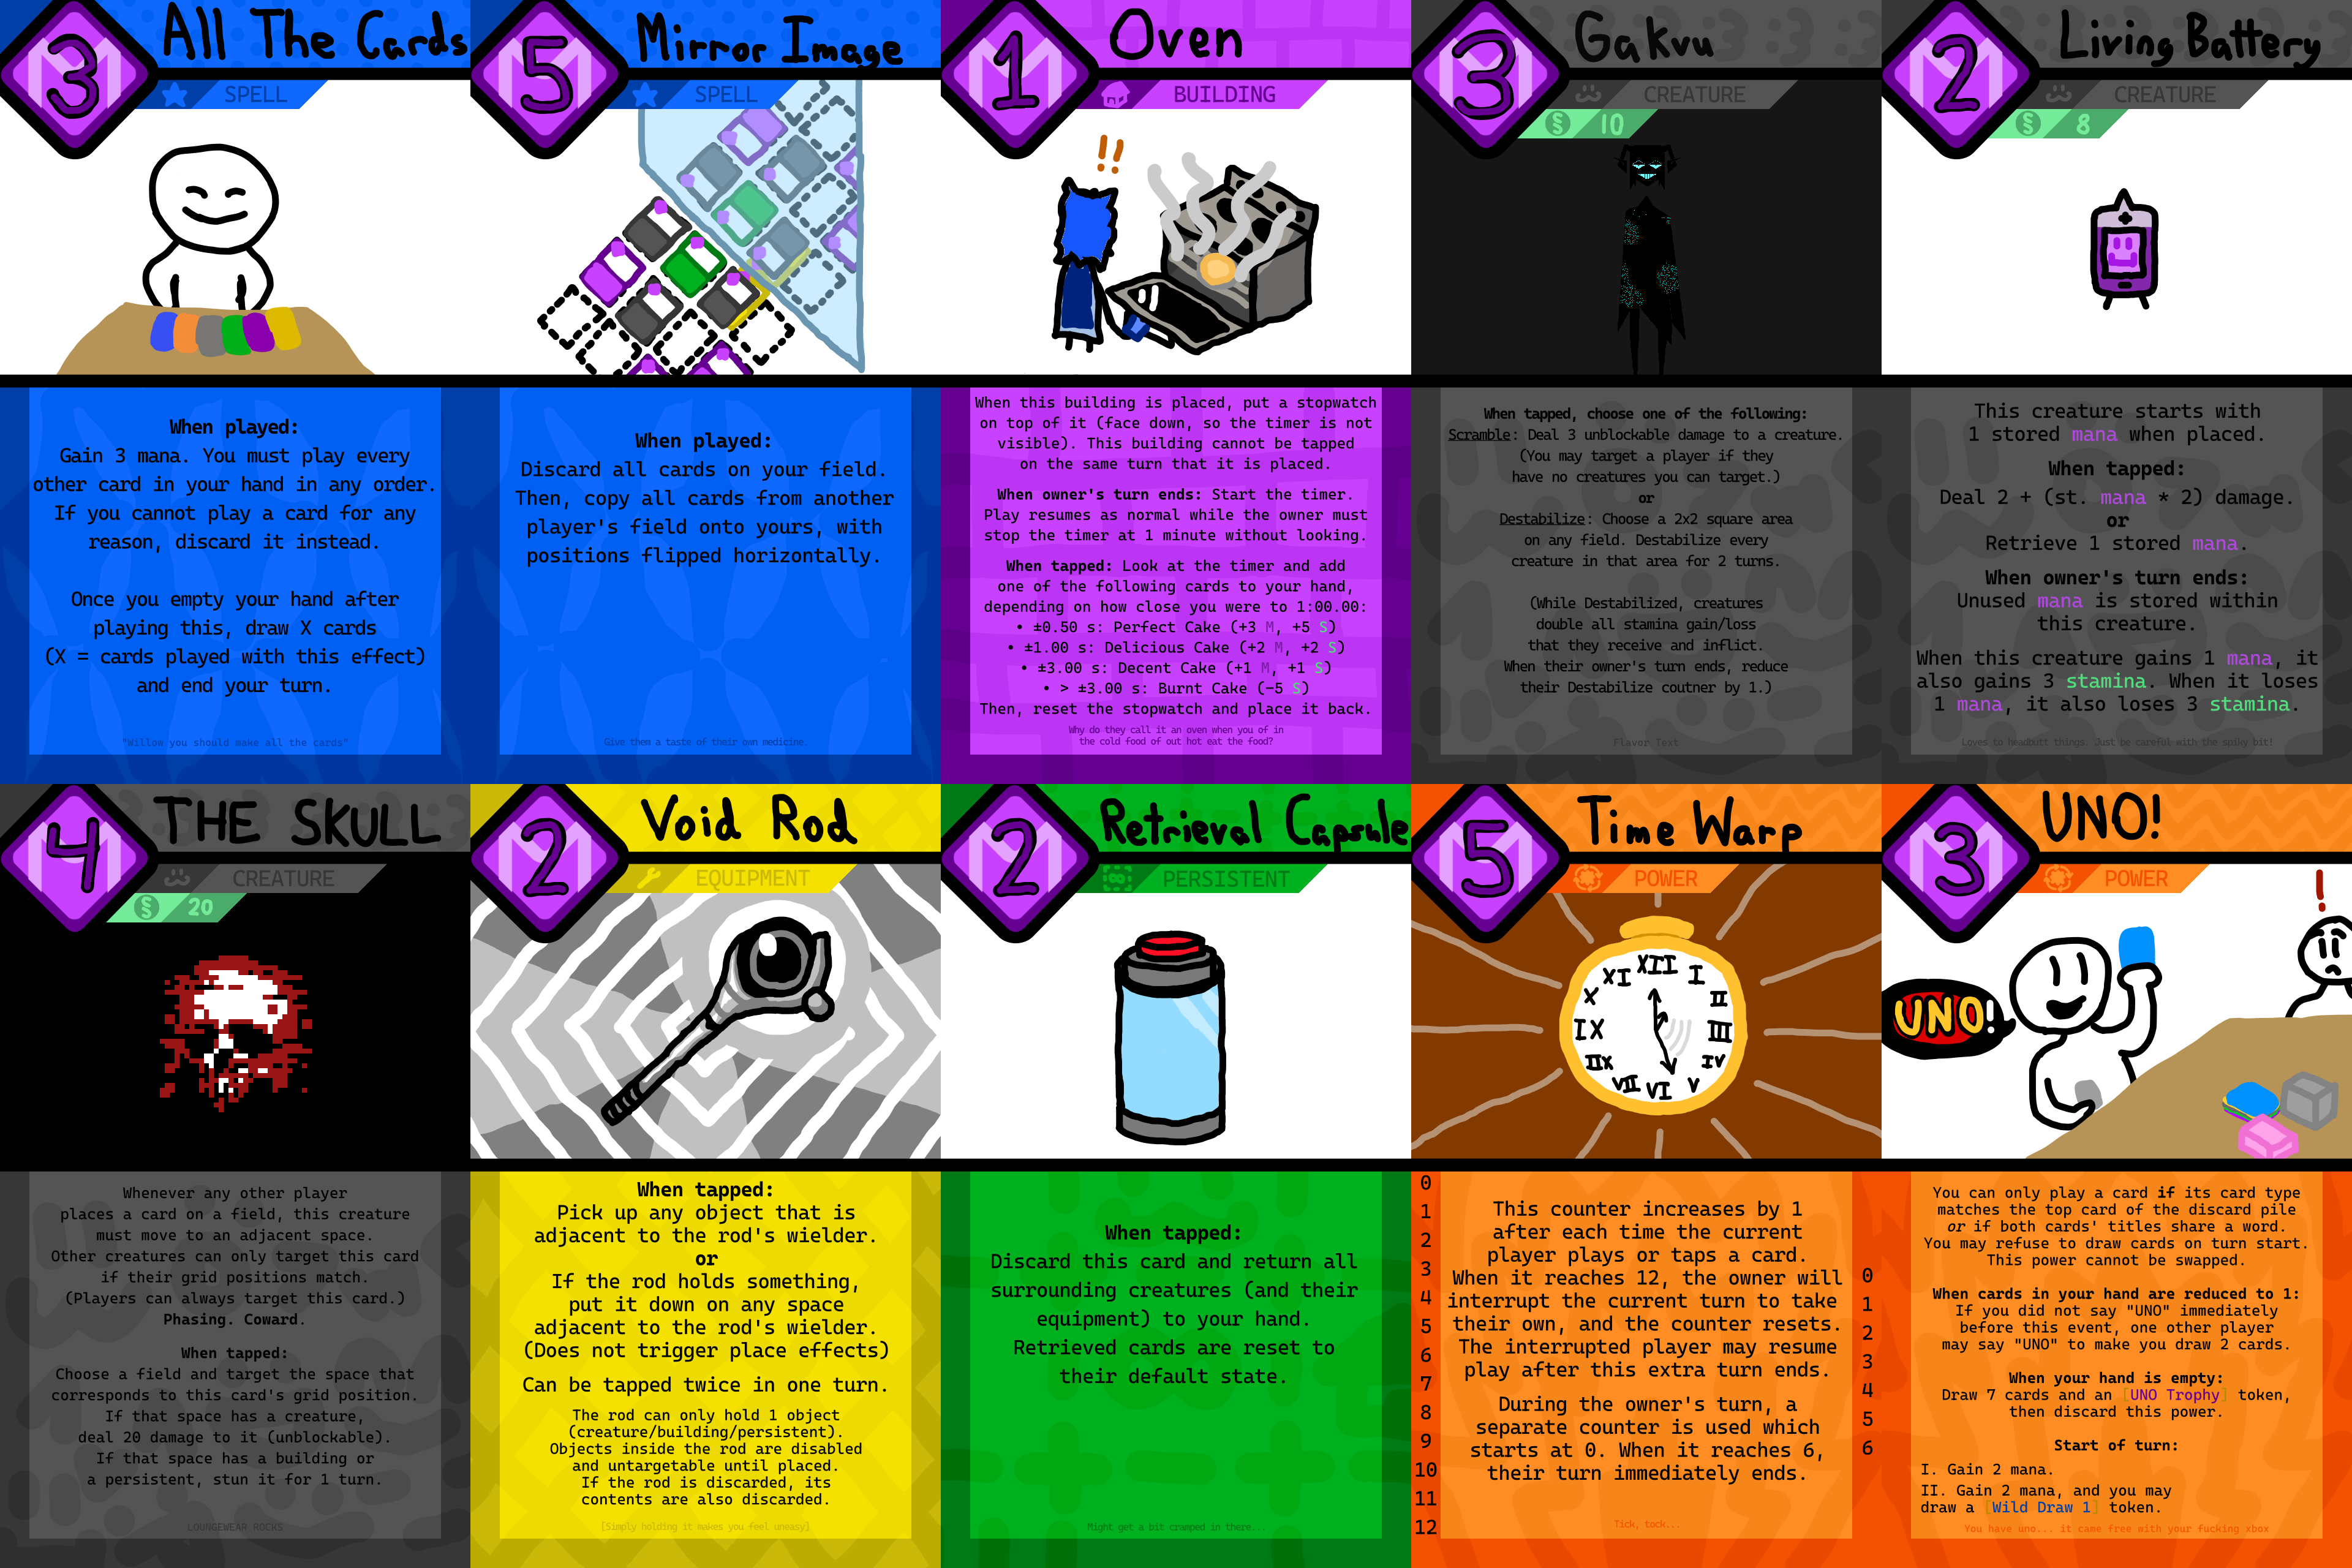 3
All The Cards
SPELL
When played:
Gain 3 mana. You must play every
other card in your hand in any order.
If you cannot play a card for any
reason, discard it instead.
Once you empty your hand after
playing this, draw X cards
(X = cards played with this effect)
and end your turn.
"Willow you should make all the cards"
5
Mirror Image
SPELL
When played:
Discard all cards on your field.
Then, copy all cards from another
player's field onto yours, with
positions flipped horizontally.
Give them a taste of their own medicine.
1
Oven
BUILDING
!!
When this building is placed, put a stopwatch
on top of it (face down, so the timer is not
visible). This building cannot be tapped
on the same turn that it is placed.
When owner's turn ends: Start the timer.
Play resumes as normal while the owner must
stop the timer at 1 minute without looking.
When tapped: Look at the timer and add
one of the following cards to your hand,
depending on how close you were to 1:00.00:
• ±0.50 s: Perfect Cake (+3 M, +5 S)
• ±1.00 s: Delicious Cake (+2 M, +2 S)
• ±3.00 s: Decent Cake (+1 M, +1 S)
• > ±3.00 s: Burnt Cake (−5 S)
Then, reset the stopwatch and place it back.
Why do they call it an oven when you of in
the cold food of out hot eat the food?
3
Gakvu
CREATURE
S 10
When tapped, choose one of the following:
Scramble: Deal 3 unblockable damage to a creature.
(You may target a player if they
have no creatures you can target.)
or
Destabilize: Choose a 2x2 square area
on any field. Destabilize every
creature in that area for 2 turns.
(While Destabilized, creatures
double all stamina gain/loss
that they receive and inflict.
When their owner's turn ends, reduce
their Destabilize coutner by 1.)
Flavor Text
2
Living Battery
CREATURE
S 8
This creature starts with
1 stored mana when placed.
When tapped:
Deal 2 + (st. mana * 2) damage.
or
Retrieve 1 stored mana.
When owner's turn ends:
Unused mana is stored within
this creature.
When this creature gains 1 mana, it
also gains 3 stamina. When it loses
1 mana, it also loses 3 stamina.
Loves to headbutt things. Just be careful with the spiky bit!
4
THE SKULL
CREATURE
S 20
Whenever any other player
places a card on a field, this creature
must move to an adjacent space.
Other creatures can only target this card
if their grid positions match.
(Players can always target this card.)
Phasing. Coward.
When tapped:
Choose a field and target the space that
corresponds to this card's grid position.
If that space has a creature,
deal 20 damage to it (unblockable).
If that space has a building or
a persistent, stun it for 1 turn.
LOUNGEWEAR ROCKS
2
Void Rod
EQUIPMENT
When tapped:
Pick up any object that is
adjacent to the rod's wielder.
or
If the rod holds something,
put it down on any space
adjacent to the rod's wielder.
(Does not trigger place effects)
Can be tapped twice in one turn.
The rod can only hold 1 object
(creature/building/persistent).
Objects inside the rod are disabled
and untargetable until placed.
If the rod is discarded, its
contents are also discarded.
[Simply holding it makes you feel uneasy]
2
Retrieval Capsule
PERSISTENT
When tapped:
Discard this card and return all
surrounding creatures (and their
equipment) to your hand.
Retrieved cards are reset to
their default state.
Might get a bit cramped in there...
5
Time Warp
POWER
XII
I
II
III
IV
V
VI
VII
IIX
IX
X
XI
0
1
2
3
4
5
6
7
8
9
10
11
12
This counter increases by 1
after each time the current
player plays or taps a card.
When it reaches 12, the owner will
interrupt the current turn to take
their own, and the counter resets.
The interrupted player may resume
play after this extra turn ends.
During the owner's turn, a
separate counter is used which
starts at 0. When it reaches 6,
their turn immediately ends.
Tick, tock...
0
1
2
3
4
5
6
3
UNO!
POWER
!
UNO!
You can only play a card if its card type
matches the top card of the discard pile
or if both cards' titles share a word.
You may refuse to draw cards on turn start.
This power cannot be swapped.
When cards in your hand are reduced to 1:
If you did not say "UNO" immediately
before this event, one other player
may say "UNO" to make you draw 2 cards.
When your hand is empty:
Draw 7 cards and an [UNO Trophy] token,
then discard this power.
Start of turn:
I. Gain 2 mana.
II. Gain 2 mana, and you may
draw a [Wild Draw 1] token.
You have uno... it came free with your fucking xbox